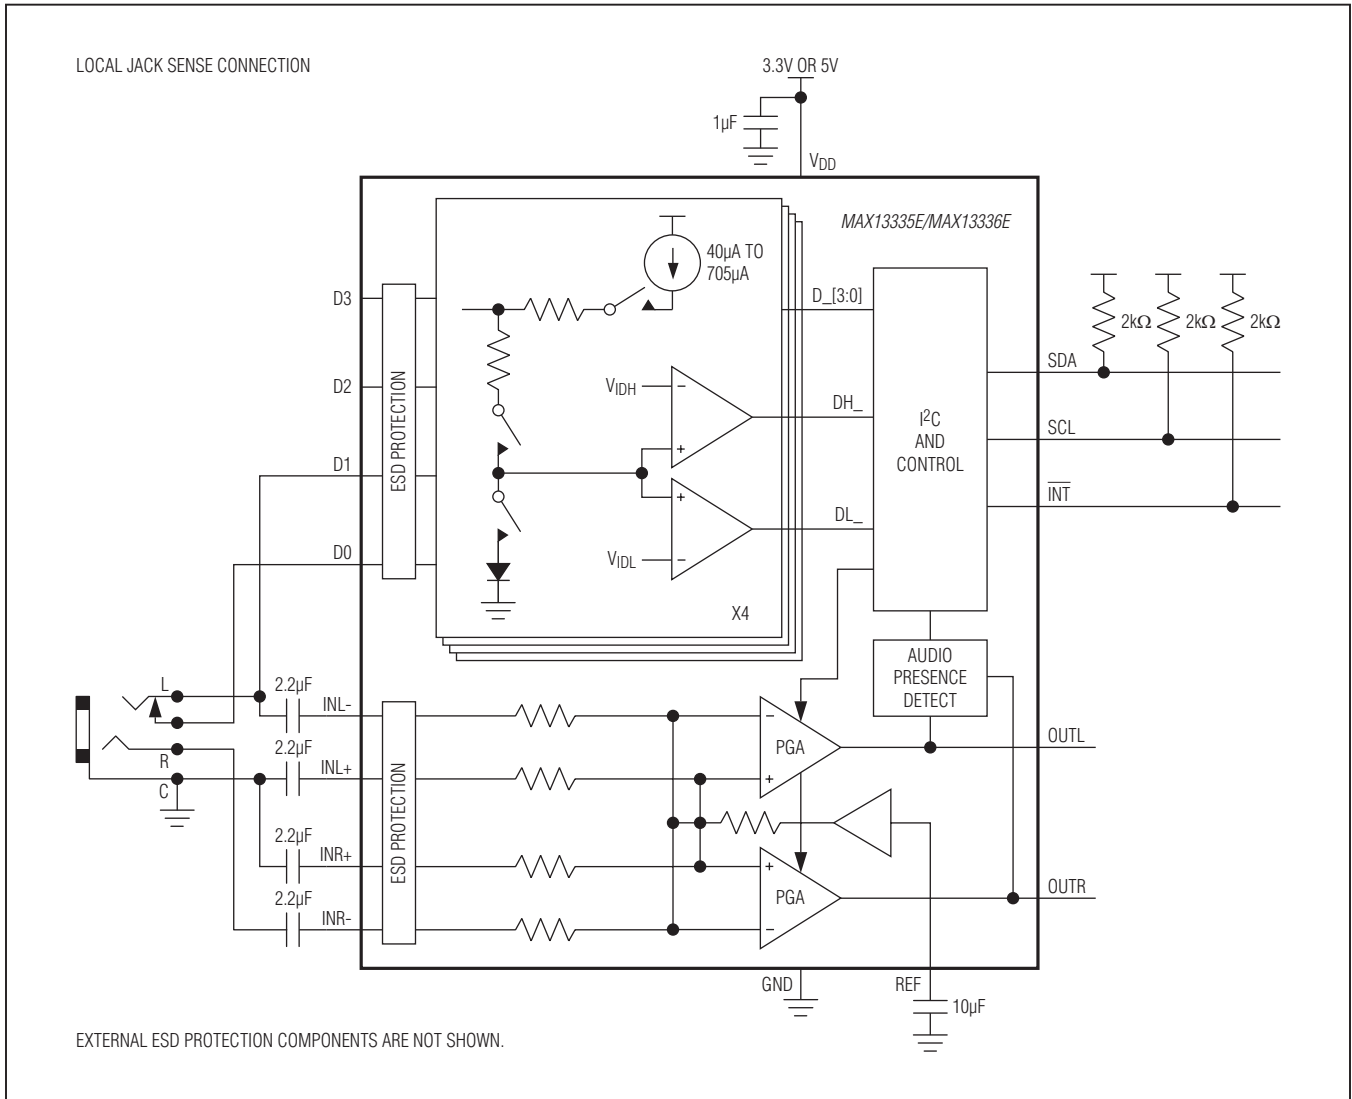 LOCAL JACK SENSE CONNECTION
3.3V OR 5V
1µF
VDD
MAX13335E/MAX13336E
40µA TO
705µA
D3
D_[3:0]
2kΩ
2kΩ
2kΩ
SDA
D2
VIDH
DH_
I²C
AND
CONTROL
SCL
ESD PROTECTION
D1
INT
DL_
D0
VIDL
X4
AUDIO
PRESENCE
DETECT
L
2.2µF
INL-
PGA
OUTL
R
2.2µF
INL+
C
ESD PROTECTION
2.2µF
INR+
2.2µF
INR-
PGA
OUTR
GND
REF
10µF
EXTERNAL ESD PROTECTION COMPONENTS ARE NOT SHOWN.
+
−
+
−
−
+
+
−